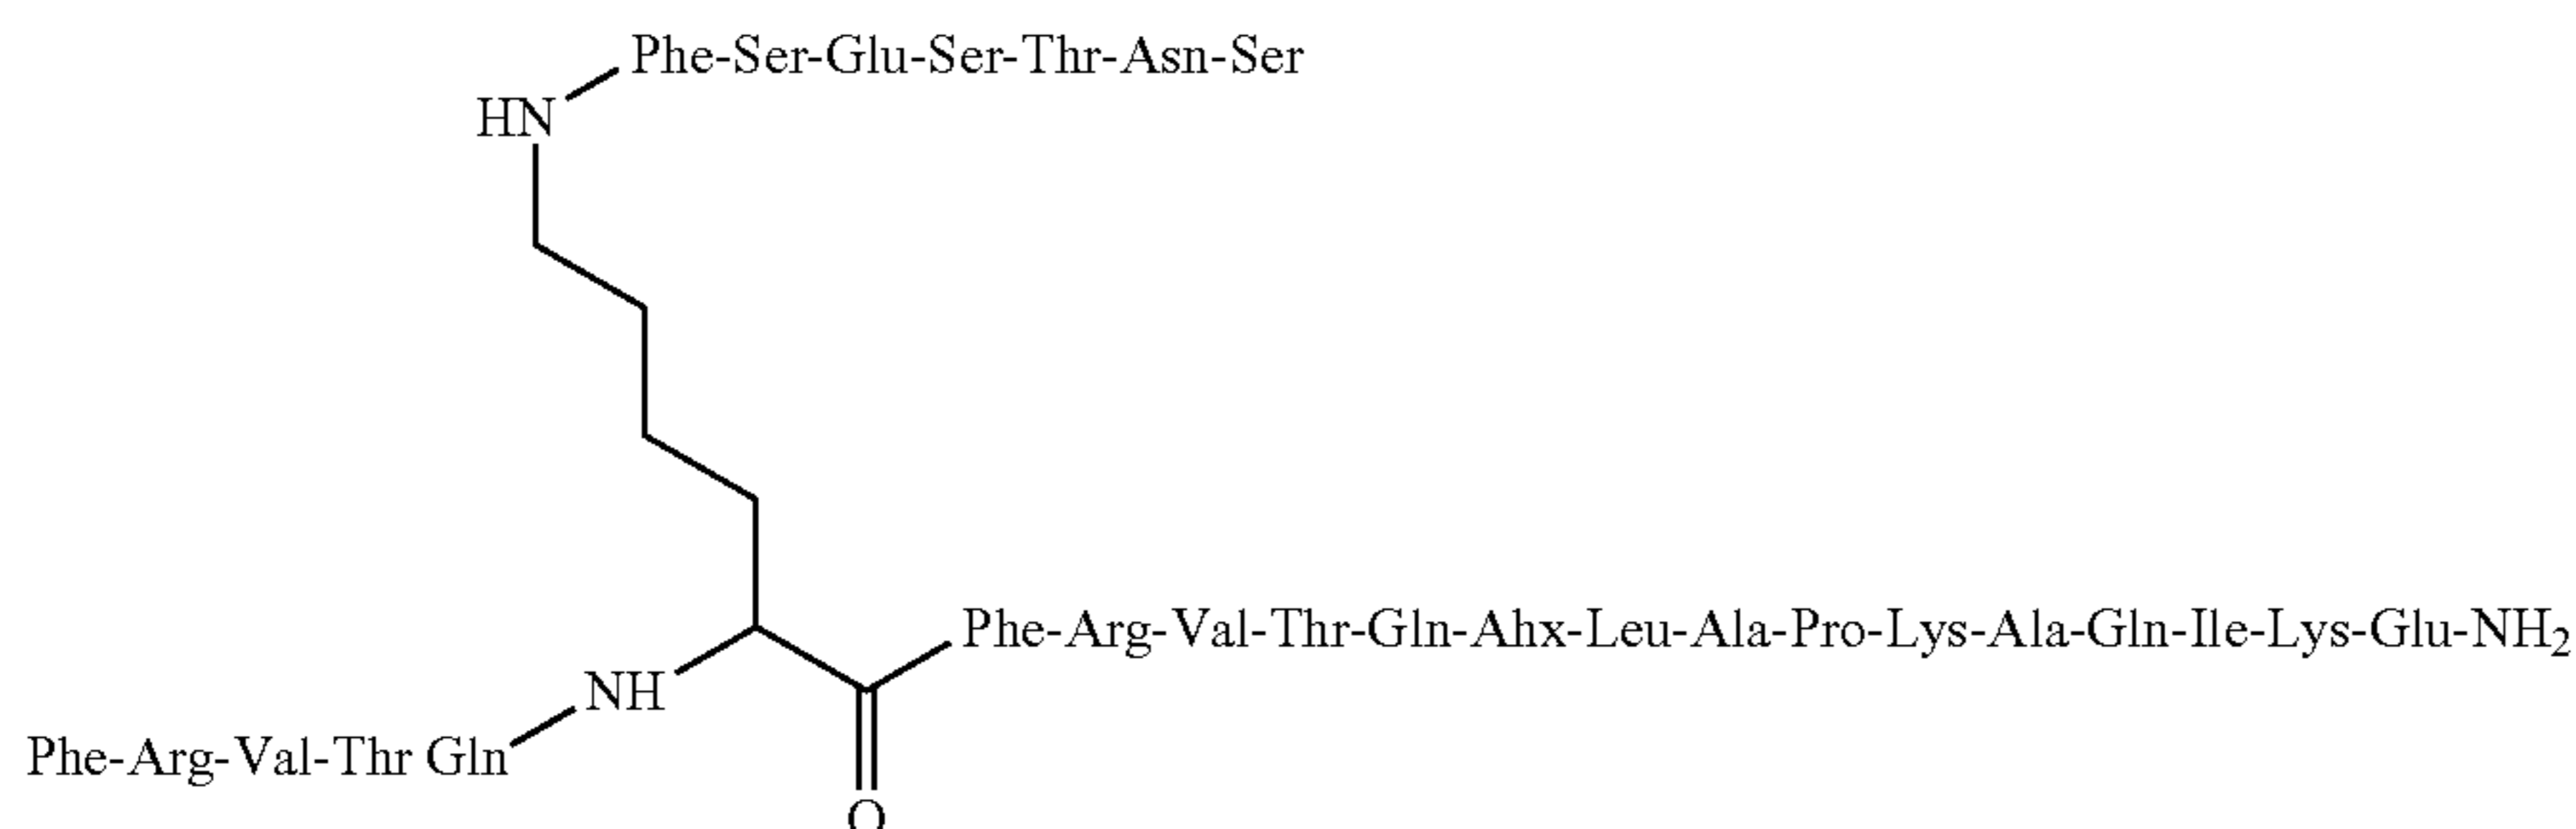 Phe-Ser-Glu-Ser-Thr-Asn-Ser
HN
Phe-Arg-Val-Thr-Gln-Ahx-Leu-Ala-Pro-Lys-Ala-Gln-Ile-Lys-Glu-NH₂
NH
Phe-Arg-Val-Thr Gln
O